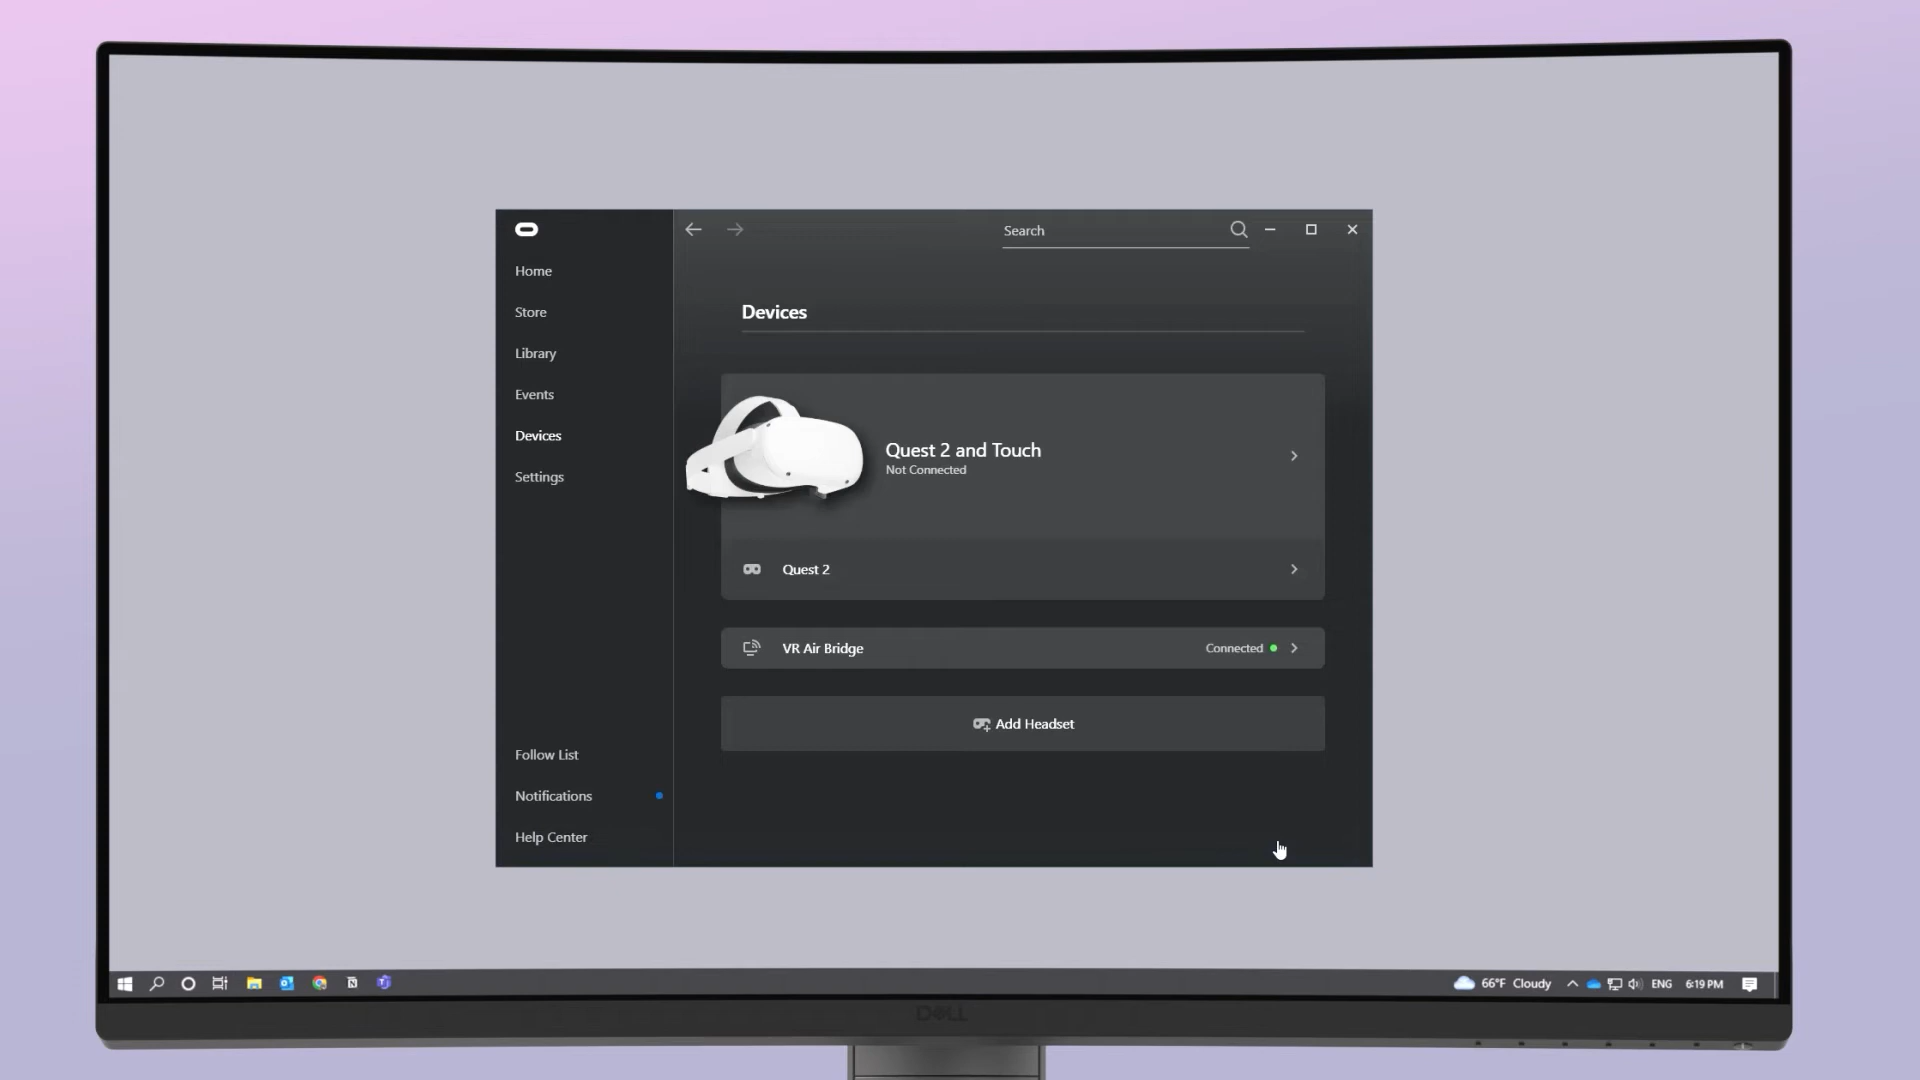 Search
Home
Store
Library
Events
Devices
Settings
Follow List
Notifications
Help Center
Devices
Quest 2 and Touch
Not Connected
Quest 2
VR Air Bridge
Connected
Add Headset
66°F Cloudy
ENG
6:19 PM
DELL